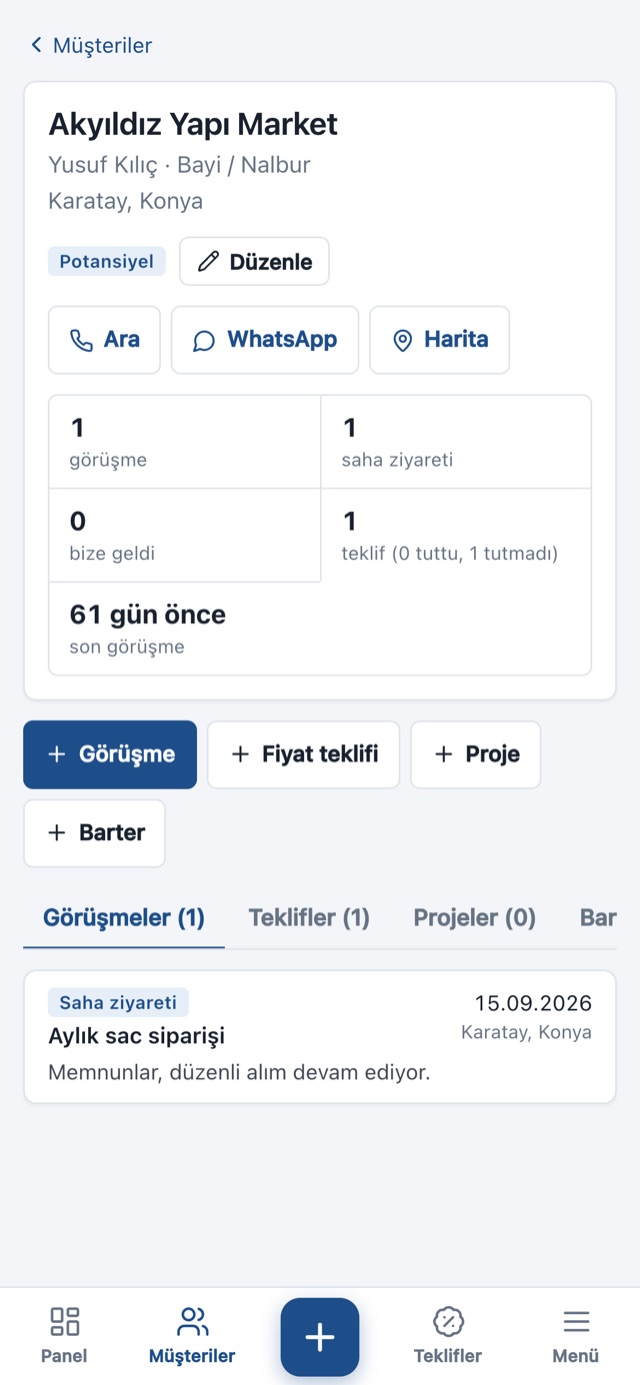 Müşteriler
Akyıldız Yapı Market
Yusuf Kılıç · Bayi / Nalbur
Karatay, Konya
Potansiyel
Düzenle
Ara
WhatsApp
Harita
1
görüşme
1
saha ziyareti
0
bize geldi
1
teklif (0 tuttu, 1 tutmadı)
61 gün önce
son görüşme
+ Görüşme
+ Fiyat teklifi
+ Proje
+ Barter
Görüşmeler (1)
Teklifler (1)
Projeler (0)
Bar
Saha ziyareti
15.09.2026
Aylık sac siparişi
Karatay, Konya
Memnunlar, düzenli alım devam ediyor.
Panel
Müşteriler
+
Teklifler
Menü